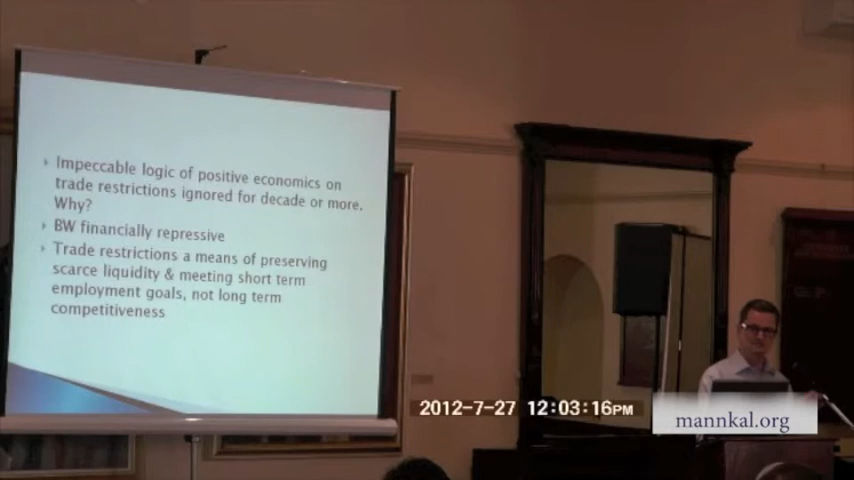 Impeccable logic of positive economics on
trade restrictions ignored for decade or more.
Why?
BW financially repressive
Trade restrictions a means of preserving
scarce liquidity & meeting short term
employment goals, not long term
competitiveness
2012-7-27 12:03:16PM
mannkal.org